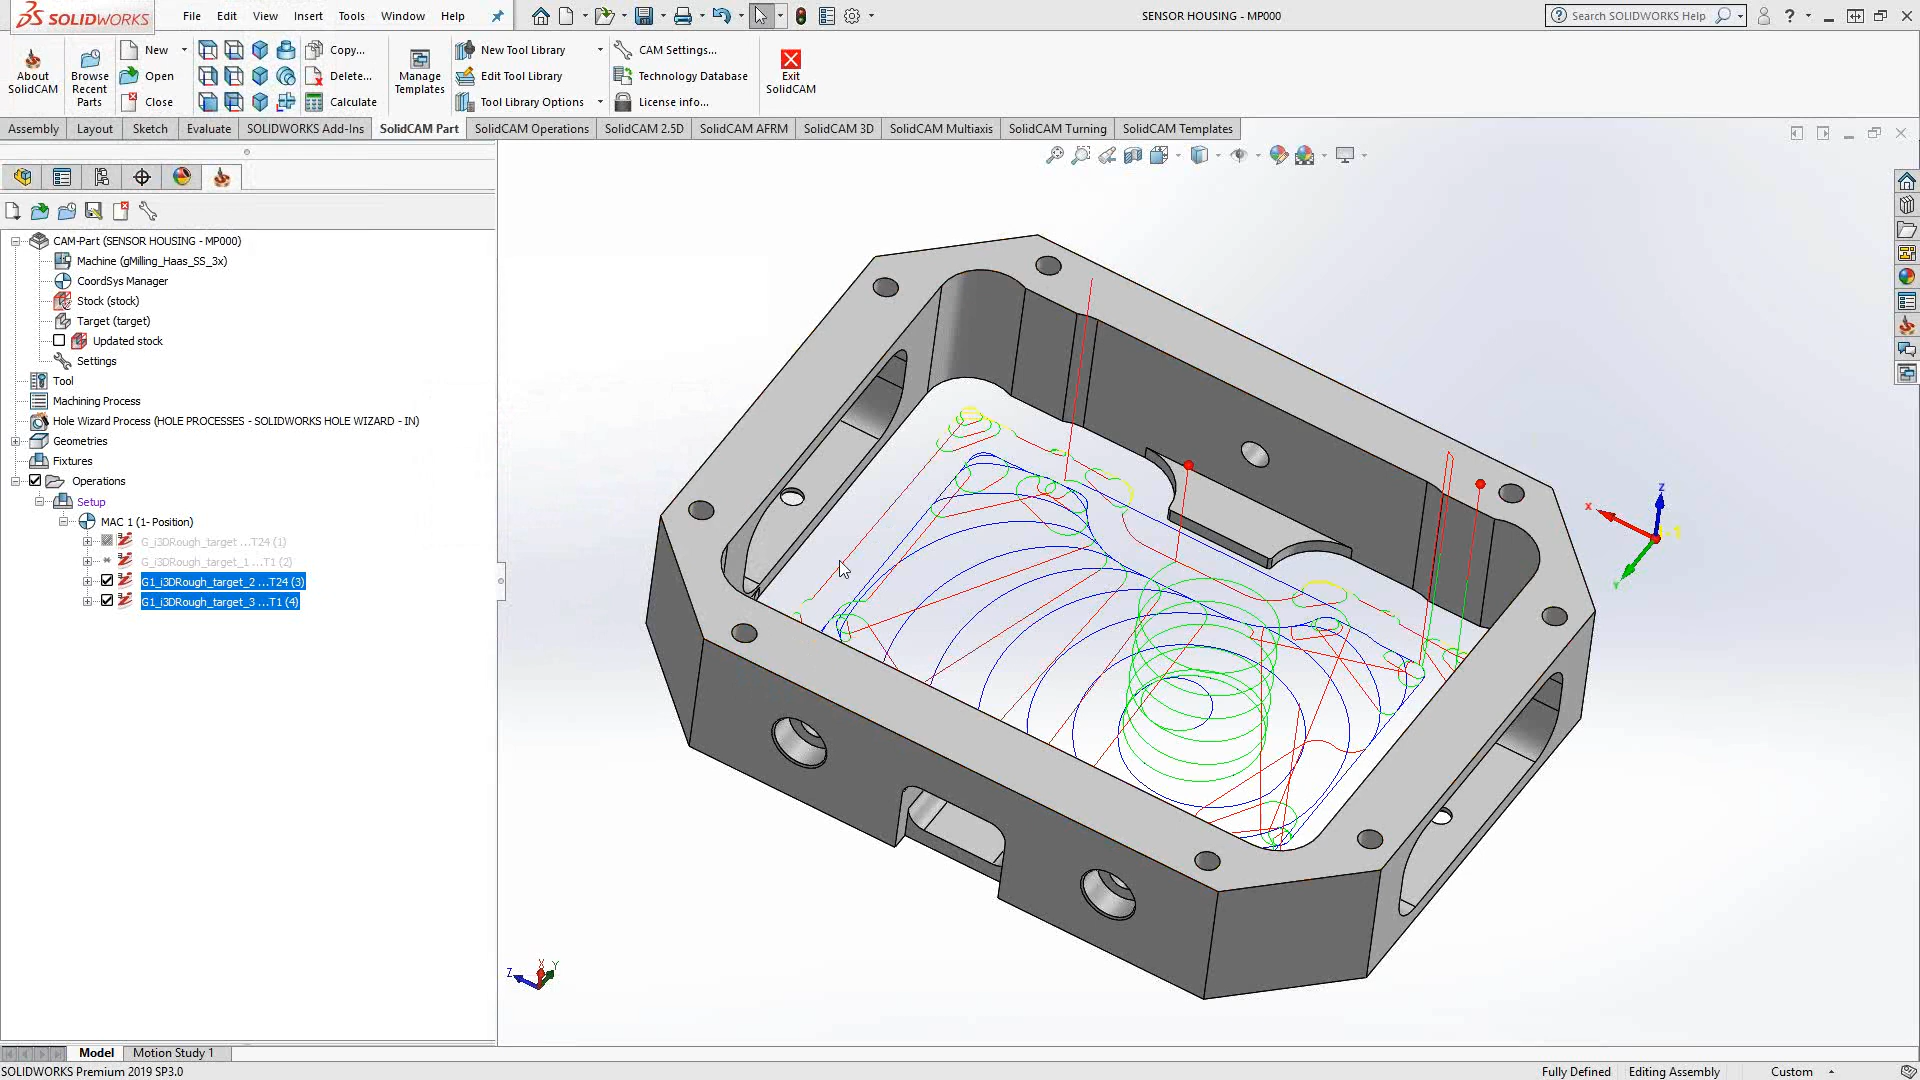 SOLIDWORKS
File Edit View Insert Tools Window Help
SENSOR HOUSING - MP000
Search SOLIDWORKS Help
About SolidCAM
Browse Recent Parts
New
Open
Close
Copy...
Delete...
Calculate
Manage Templates
New Tool Library
Edit Tool Library
Tool Library Options
CAM Settings...
Technology Database
License info...
Exit SolidCAM
Assembly Layout Sketch Evaluate SOLIDWORKS Add-Ins SolidCAM Part SolidCAM Operations SolidCAM 2.5D SolidCAM AFRM SolidCAM 3D SolidCAM Multiaxis SolidCAM Turning SolidCAM Templates
CAM-Part (SENSOR HOUSING - MP000)
Machine (gMilling_Haas_SS_3x)
CoordSys Manager
Stock (stock)
Target (target)
Updated stock
Settings
Tool
Machining Process
Hole Wizard Process (HOLE PROCESSES - SOLIDWORKS HOLE WIZARD - IN)
Geometries
Fixtures
Operations
Setup
MAC 1 (1- Position)
G_i3DRough_target ...T24 (1)
G_i3DRough_target_1 ...T1 (2)
G1_i3DRough_target_2 ...T24 (3)
G1_i3DRough_target_3 ...T1 (4)
Z
X
Z X Y
Y
Model Motion Study 1
SOLIDWORKS Premium 2019 SP3.0
Fully Defined Editing Assembly Custom